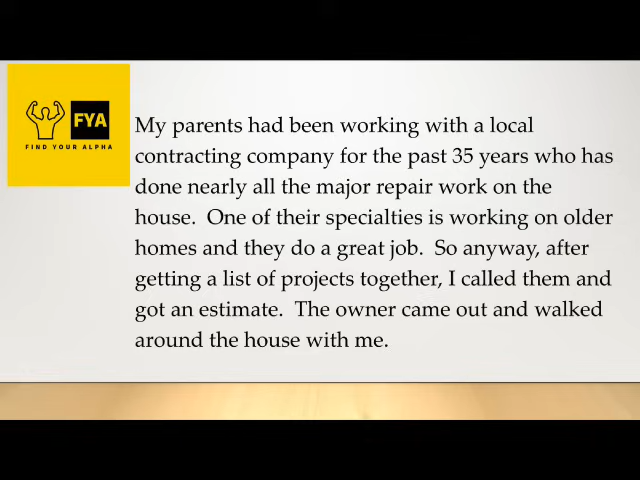 FYA
FIND YOUR ALPHA
My parents had been working with a local
contracting company for the past 35 years who has
done nearly all the major repair work on the
house.  One of their specialties is working on older
homes and they do a great job.  So anyway, after
getting a list of projects together, I called them and
got an estimate.  The owner came out and walked
around the house with me.